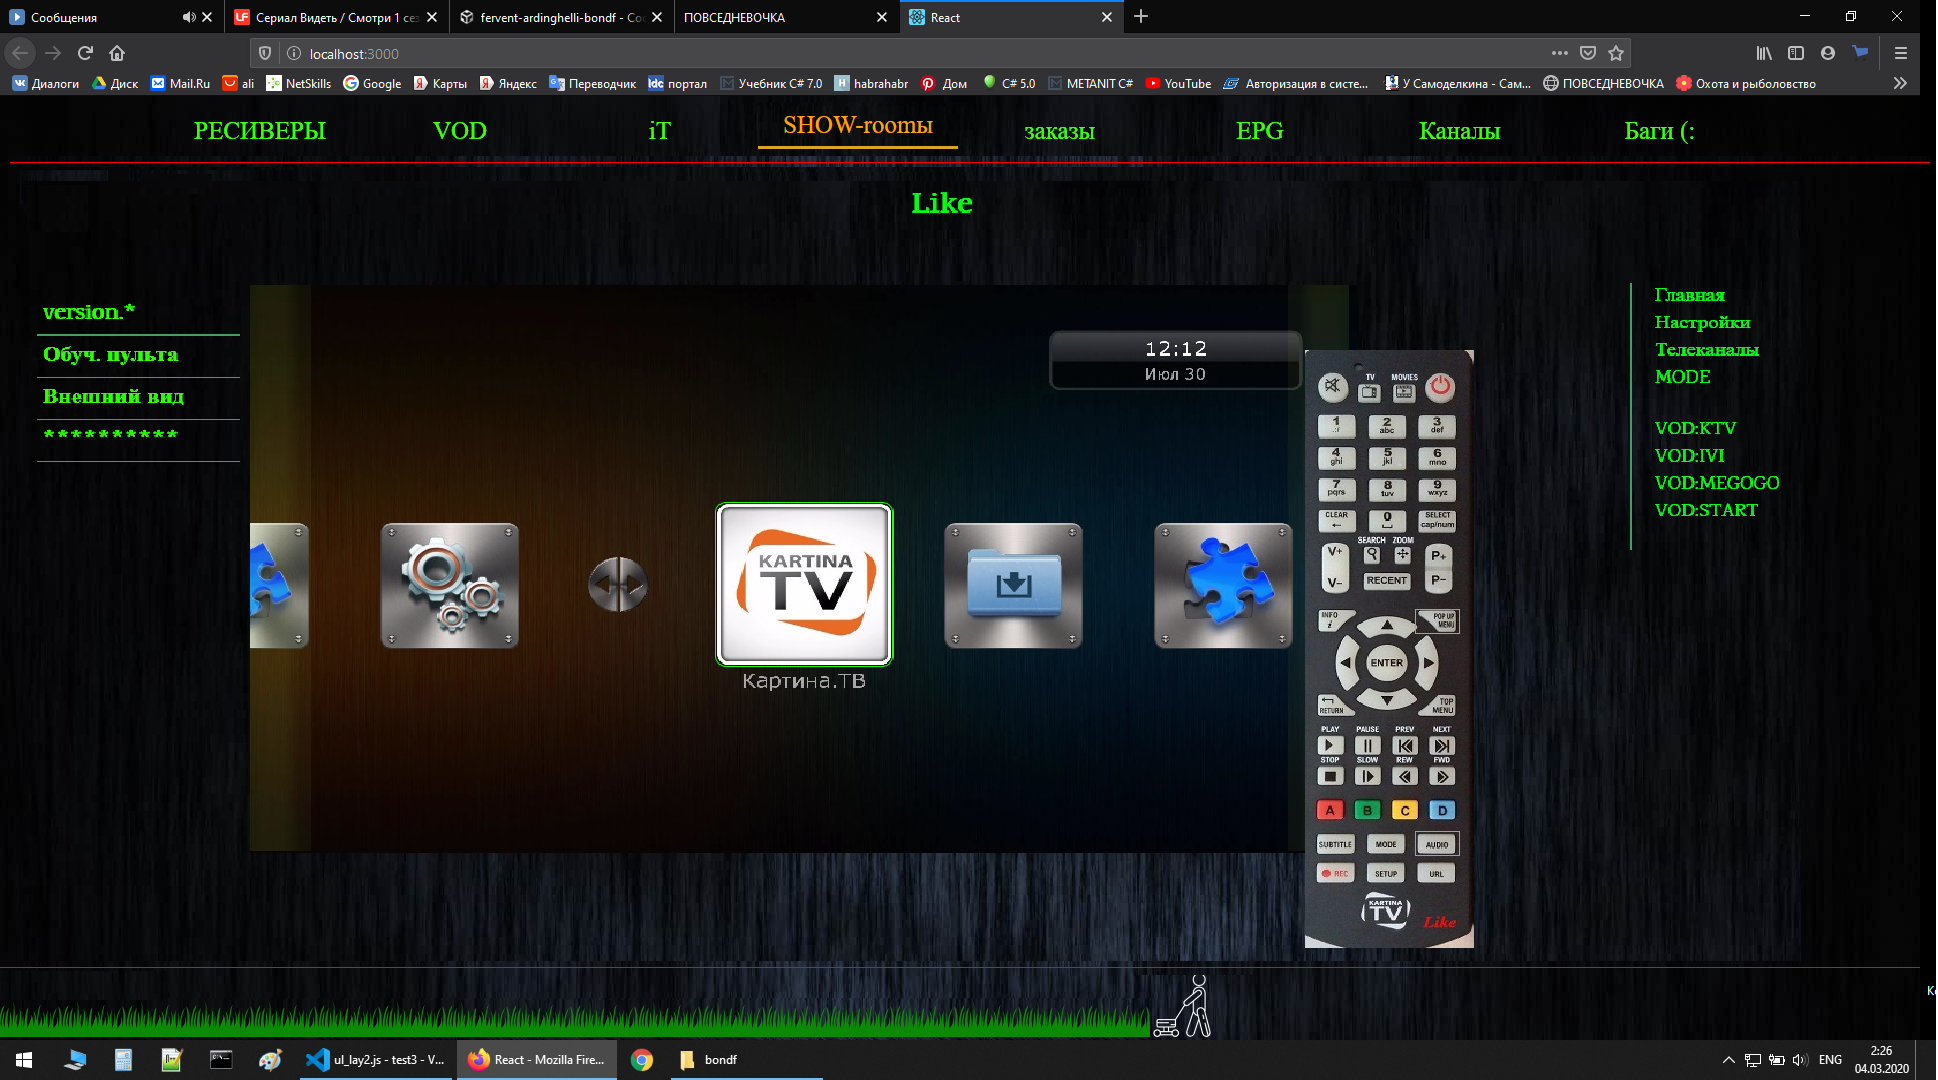 Сообщения
Сериал Видеть / Смотри 1 сез
fervent-ardinghelli-bondf - Co
ПОВСЕДНЕВОЧКА
React
localhost:3000
Диалоги
Диск
Mail.Ru
ali
NetSkills
Google
Карты
Яндекс
Переводчик
idc портал
Учебник C# 7.0
habrahabr
Дом
C# 5.0
METANIT C#
YouTube
Авторизация в систе...
У Самоделкина - Сам...
ПОВСЕДНЕВОЧКА
Охота и рыболовство
РЕСИВЕРЫ
VOD
iT
SHOW-roomы
заказы
EPG
Каналы
Баги (:
Like
version.*
Обуч. пульта
Внешний вид
**********
12:12
Июл 30
KARTINA
TV
Картина.ТВ
TV MOVIES
1 2 abc 3 def
4 ghi 5 jkl 6 mno
7 pqrs 8 tuv 9 wxyz
CLEAR 0 SELECT cap/num
SEARCH ZOOM
V+ P+
V- RECENT P-
INFO i POP UP MENU
ENTER
RETURN TOP MENU
PLAY PAUSE PREV NEXT
STOP SLOW REW FWD
A B C D
SUBTITLE MODE AUDIO
REC SETUP URL
KARTINA TV Like
Главная
Настройки
Телеканалы
MODE
VOD:KTV
VOD:IVI
VOD:MEGOGO
VOD:START
ul_lay2.js - test3 - V...
React - Mozilla Fire...
bondf
ENG
2:26
04.03.2020